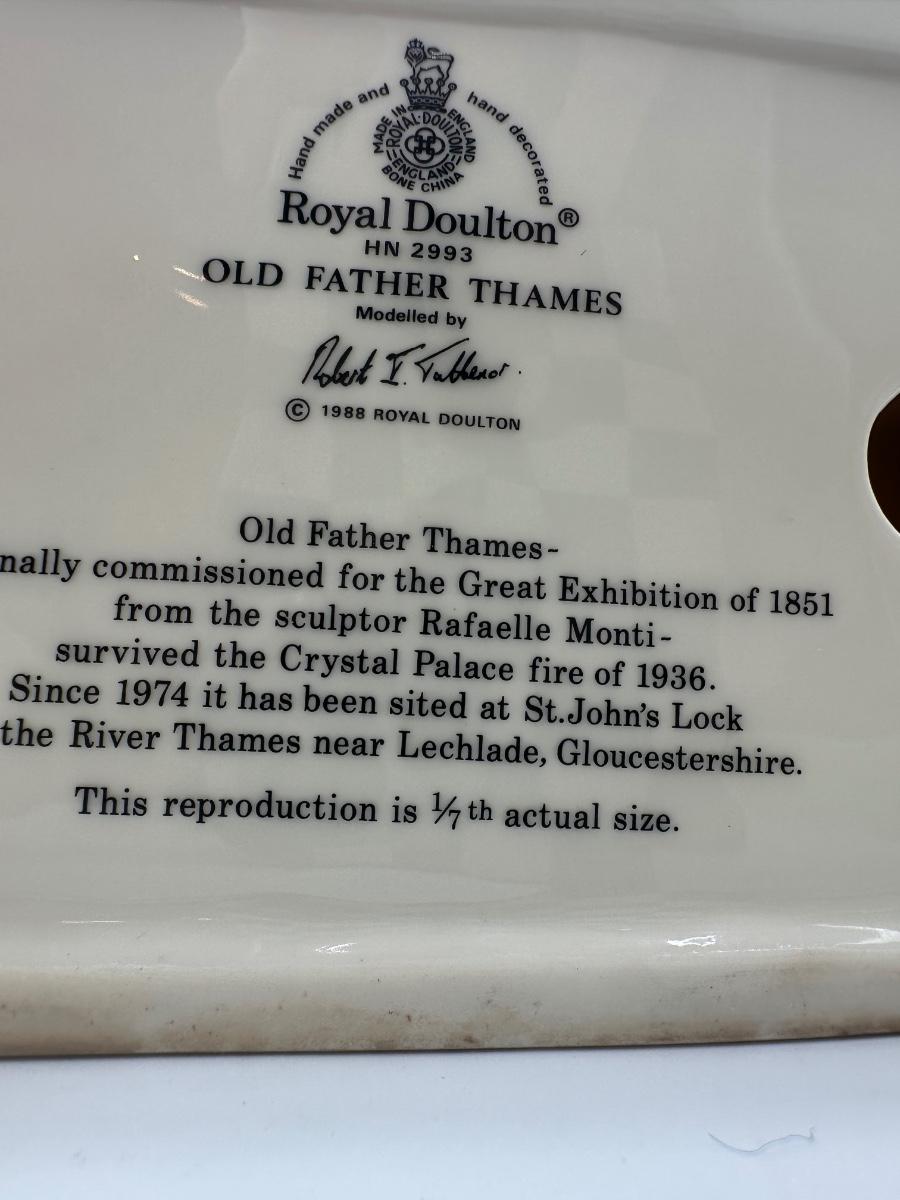 Hand made and hand decorated
MADE IN ENGLAND
ROYAL·DOULTON
ENGLAND
BONE CHINA
Royal Doulton®
HN 2993
OLD FATHER THAMES
Modelled by
Robert I. Tabbenor.
© 1988 ROYAL DOULTON
Old Father Thames-
nally commissioned for the Great Exhibition of 1851
from the sculptor Rafaelle Monti-
survived the Crystal Palace fire of 1936.
Since 1974 it has been sited at St.John's Lock
the River Thames near Lechlade, Gloucestershire.
This reproduction is 1/7th actual size.